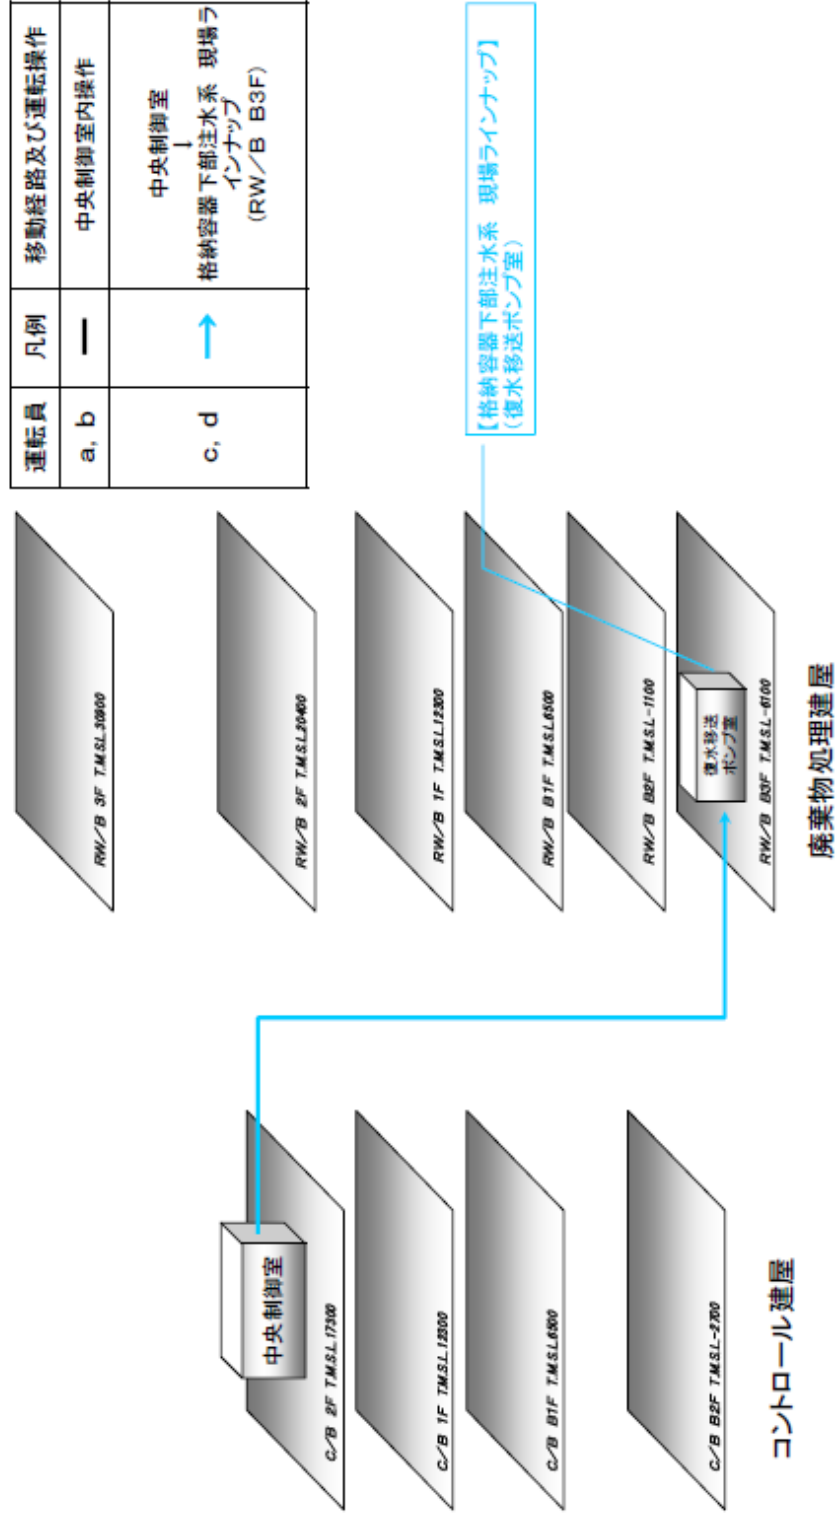 運転員 凡例 移動経路及び運転操作
a, b 中央制御室内操作
c, d
中央制御室
↓
格納容器下部注水系 現場ラ
インナップ
(RW/B B3F)
【格納容器下部注水系 現場ラインナップ】
(復水移送ポンプ室)
中央制御室
C/B 2F T.M.S.L.17300
C/B 1F T.M.S.L.12300
C/B B1F T.M.S.L.6500
C/B B2F T.M.S.L-2700
コントロール建屋
RW/B 3F T.M.S.L.30900
RW/B 2F T.M.S.L.20400
RW/B 1F T.M.S.L.12300
RW/B B1F T.M.S.L.6500
RW/B B2F T.M.S.L-1100
復水移送
ポンプ室
RW/B B3F T.M.S.L-6100
廃棄物処理建屋